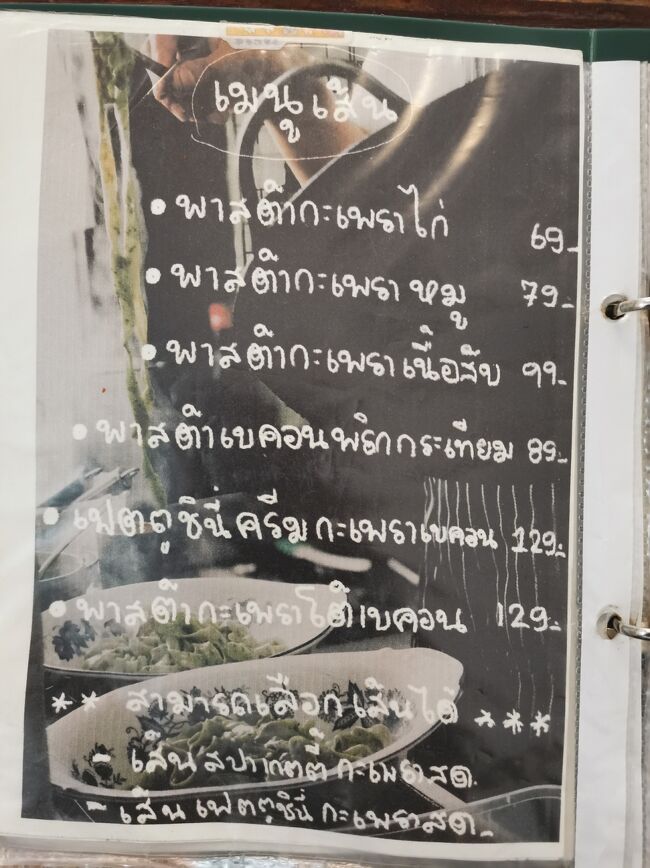 เมนูเส้น
• พาสต้ากะเพราไก่ 69.-
• พาสต้ากะเพราหมู 79.-
• พาสต้ากะเพราเนื้อสับ 99.-
• พาสต้าเบคอนพริกกระเทียม 89.-
• เฟตตูชินี่ครีมกะเพราเบคอน 129.-
• พาสต้ากะเพราโตี้เบคอน 129.-
** สามารถเลือกเส้นได้ ***
- เส้นสปาเกตตี้กะเพราสด
- เส้นเฟตตูชินี่กะเพราสด